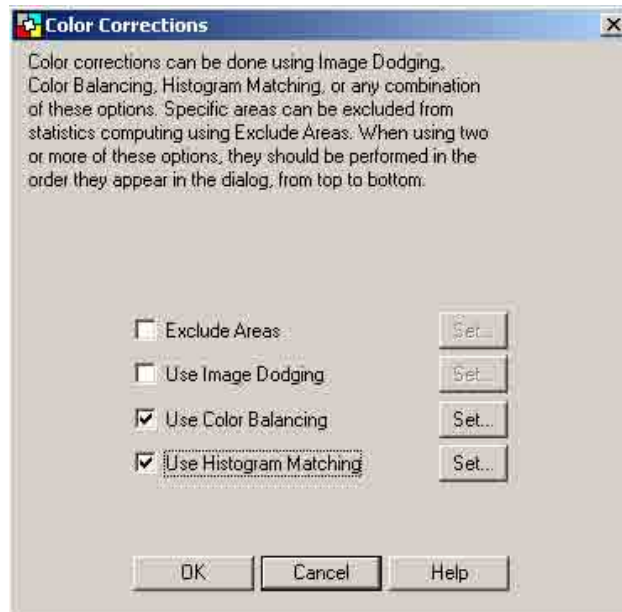 Color Corrections
Color corrections can be done using Image Dodging,
Color Balancing, Histogram Matching, or any combination
of these options. Specific areas can be excluded from
statistics computing using Exclude Areas. When using two
or more of these options, they should be performed in the
order they appear in the dialog, from top to bottom.
Exclude Areas Set...
Use Image Dodging Set...
Use Color Balancing Set...
Use Histogram Matching Set...
OK Cancel Help